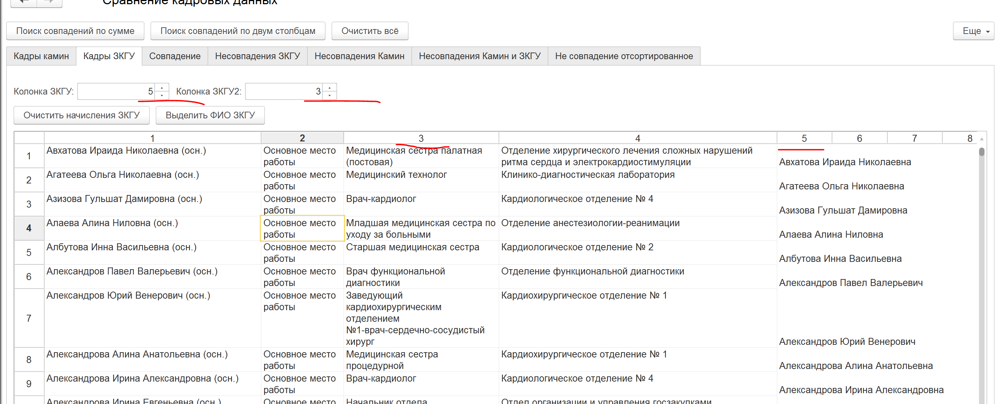 Сравнение кадровых данных
Поиск совпадений по сумме Поиск совпадений по двум столбцам Очистить всё Еще
Кадры камин Кадры ЗКГУ Совпадение Несовпадения ЗКГУ Несовпадения Камин Несовпадения Камин и ЗКГУ Не совпадение отсортированное
Колонка ЗКГУ: 5 Колонка ЗКГУ2: 3
Очистить начисления ЗКГУ Выделить ФИО ЗКГУ
1 2 3 4 5 6 7 8
1 Авхатова Ираида Николаевна (осн.) Основное место Медицинская сестра палатная Отделение хирургического лечения сложных нарушений
работы (постовая) ритма сердца и электрокардиостимуляции Авхатова Ираида Николаевна
2 Агатеева Ольга Николаевна (осн.) Основное место Медицинский технолог Клинико-диагностическая лаборатория
работы Агатеева Ольга Николаевна
3 Азизова Гульшат Дамировна (осн.) Основное место Врач-кардиолог Кардиологическое отделение № 4
работы Азизова Гульшат Дамировна
4 Алаева Алина Ниловна (осн.) Основное место Младшая медицинская сестра по Отделение анестезиологии-реанимации
работы уходу за больными Алаева Алина Ниловна
5 Албутова Инна Васильевна (осн.) Основное место Старшая медицинская сестра Кардиологическое отделение № 2
работы Албутова Инна Васильевна
6 Александров Павел Валерьевич (осн.) Основное место Врач функциональной Отделение функциональной диагностики
работы диагностики Александров Павел Валерьевич
7 Александров Юрий Венерович (осн.) Основное место Заведующий Кардиохирургическое отделение № 1
работы кардиохирургическим
отделением
№1-врач-сердечно-сосудистый
хирург Александров Юрий Венерович
8 Александрова Алина Анатольевна (осн.) Основное место Медицинская сестра Кардиохирургическое отделение № 1
работы процедурной Александрова Алина Анатольевна
9 Александрова Ирина Александровна (осн.) Основное место Врач-кардиолог Кардиологическое отделение № 4
работы Александрова Ирина Александровна
Александрова Ирина Евгеньевна (осн.) Основное место Начальник отдела Отдел организации и управления госзакупками